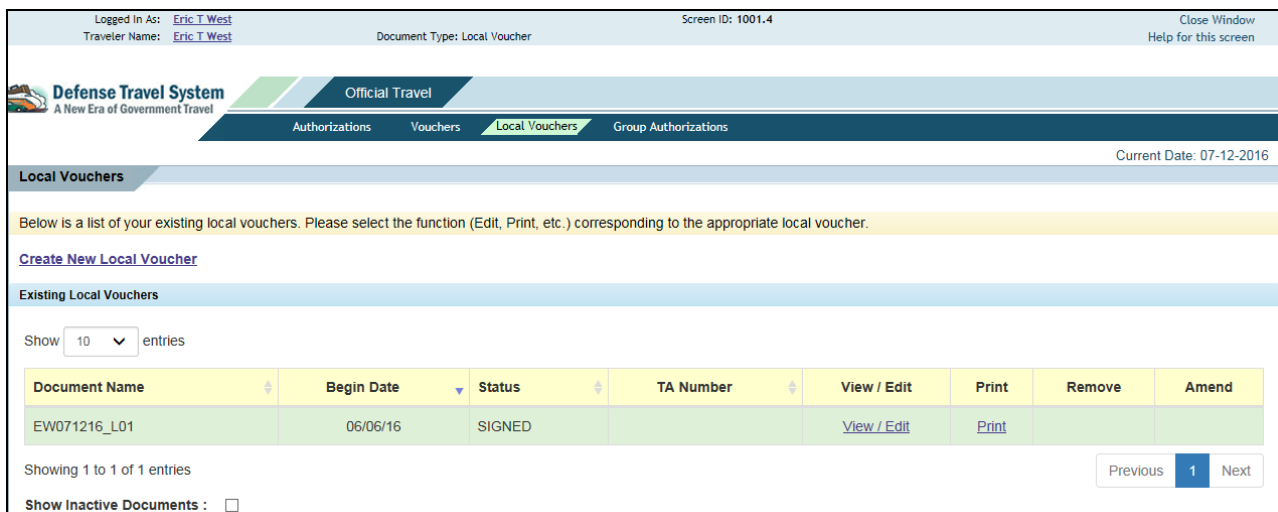 Logged In As: Eric T West Screen ID: 1001.4 Close Window
Traveler Name: Eric T West Document Type: Local Voucher Help for this screen
Defense Travel System
A New Era of Government Travel
Official Travel
Authorizations Vouchers Local Vouchers Group Authorizations
Current Date: 07-12-2016
Local Vouchers
Below is a list of your existing local vouchers. Please select the function (Edit, Print, etc.) corresponding to the appropriate local voucher.
Create New Local Voucher
Existing Local Vouchers
Show 10 entries
Document Name Begin Date Status TA Number View / Edit Print Remove Amend
EW071216_L01 06/06/16 SIGNED View / Edit Print
Showing 1 to 1 of 1 entries Previous 1 Next
Show Inactive Documents :